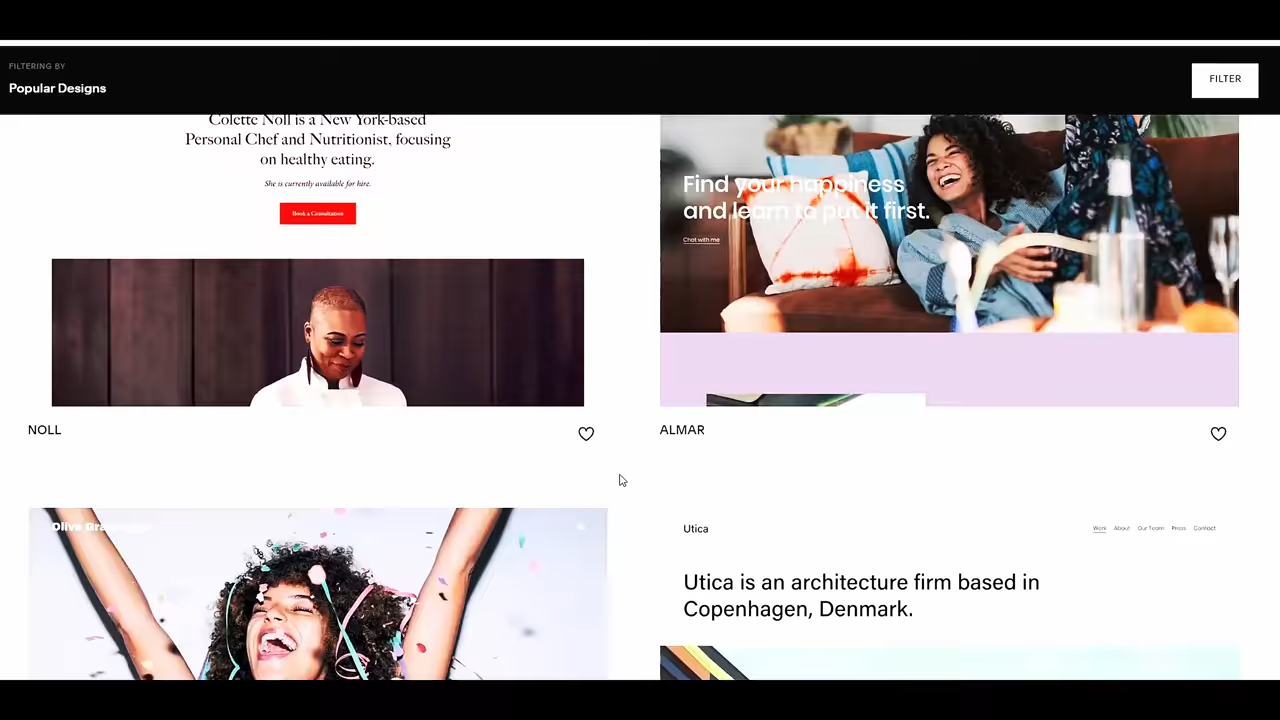 FILTERING BY
Popular Designs
FILTER
Colette Noll is a New York-based
Personal Chef and Nutritionist, focusing
on healthy eating.
She is currently available for hire.
Book a Consultation
Find your happiness
and learn to put it first.
Chat with me
NOLL
ALMAR
Olive
Utica
Work About Our Team Press Contact
Utica is an architecture firm based in
Copenhagen, Denmark.